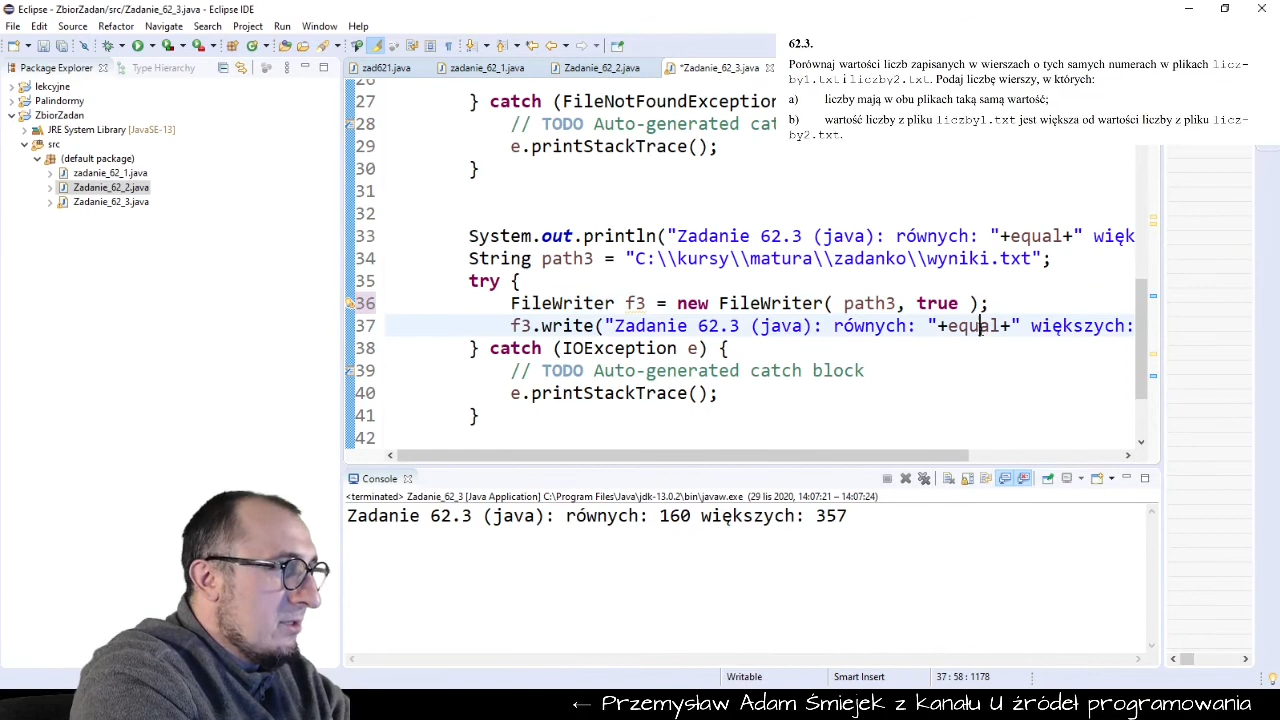 Eclipse - ZbiorZadan/src/Zadanie_62_3.java - Eclipse IDE
File Edit Source Refactor Navigate Search Project Run Window Help
Package Explorer
Type Hierarchy
lekcyjne
Palindormy
ZbiorZadan
JRE System Library [JavaSE-13]
src
(default package)
zadanie_62_1.java
Zadanie_62_2.java
Zadanie_62_3.java
zad621.java
zadanie_62_1.java
Zadanie_62_2.java
*Zadanie_62_3.java
62.3.
Porównaj wartości liczb zapisanych w wierszach o tych samych numerach w plikach licz-
by1.txt i liczby2.txt. Podaj liczbę wierszy, w których:
a) liczby mają w obu plikach taką samą wartość;
b) wartość liczby z pliku liczby1.txt jest większa od wartości liczby z pliku licz-
by2.txt.
26
27 } catch (FileNotFoundException
28 // TODO Auto-generated cat
29 e.printStackTrace();
30 }
31
32
33 System.out.println("Zadanie 62.3 (java): równych: "+equal+" więk
34 String path3 = "C:\\kursy\\matura\\zadanko\\wyniki.txt";
35 try {
36 FileWriter f3 = new FileWriter( path3, true );
37 f3.write("Zadanie 62.3 (java): równych: "+equal+" większych:
38 } catch (IOException e) {
39 // TODO Auto-generated catch block
40 e.printStackTrace();
41 }
42
Console
<terminated> Zadanie_62_3 [Java Application] C:\Program Files\Java\jdk-13.0.2\bin\javaw.exe (29 lis 2020, 14:07:21 – 14:07:24)
Zadanie 62.3 (java): równych: 160 większych: 357
Writable
Smart Insert
37 : 58 : 1178
← Przemysław Adam Śmiejek z kanału U źródeł programowania